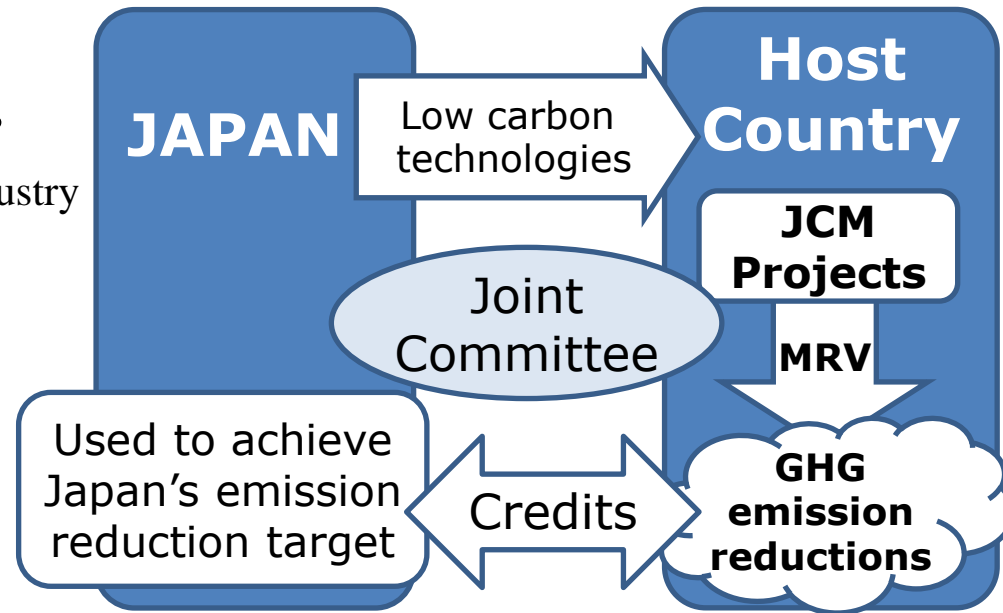 ustry
JAPAN
Low carbon
technologies
Host
Country
JCM
Projects
Joint
Committee
MRV
Used to achieve
Japan’s emission
reduction target
Credits
GHG
emission
reductions